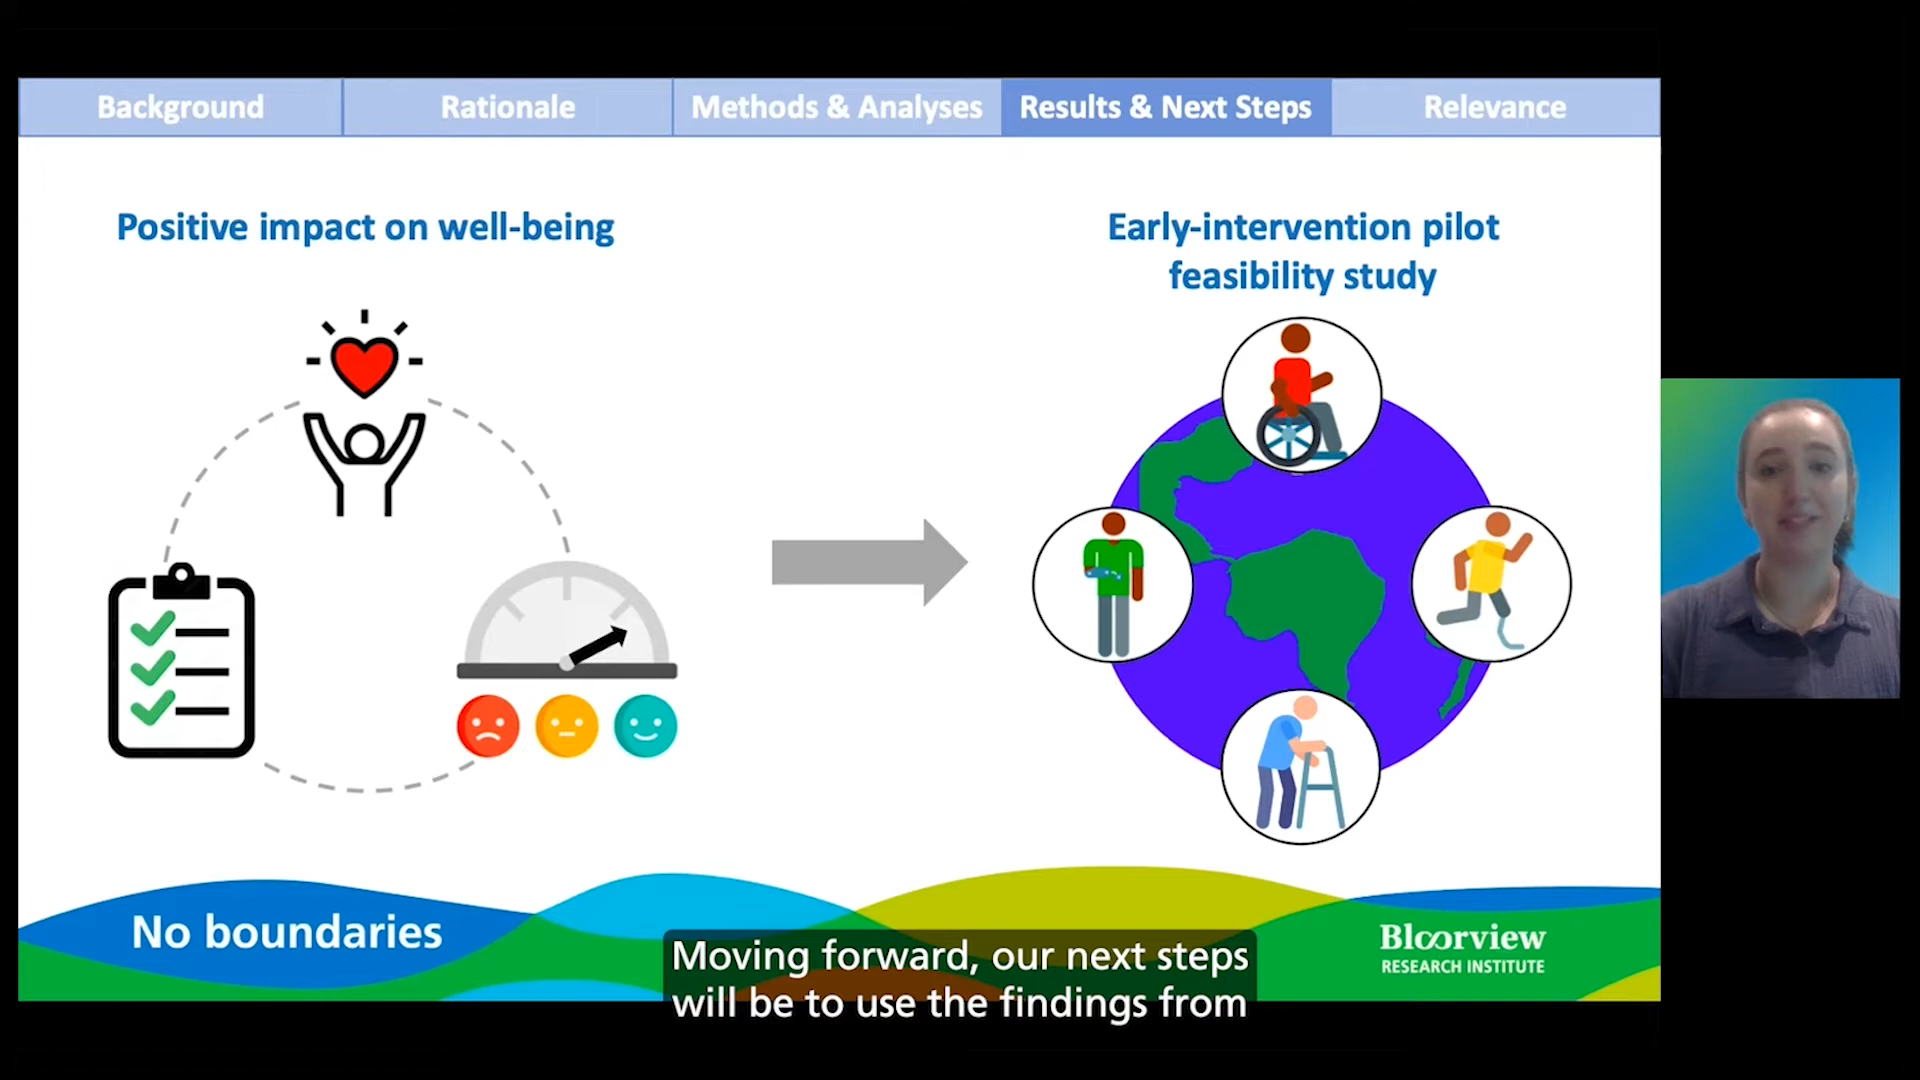 Background
Rationale
Methods & Analyses
Results & Next Steps
Relevance
Positive impact on well-being
Early-intervention pilot
feasibility study
No boundaries
Bloorview
RESEARCH INSTITUTE
Moving forward, our next steps
will be to use the findings from